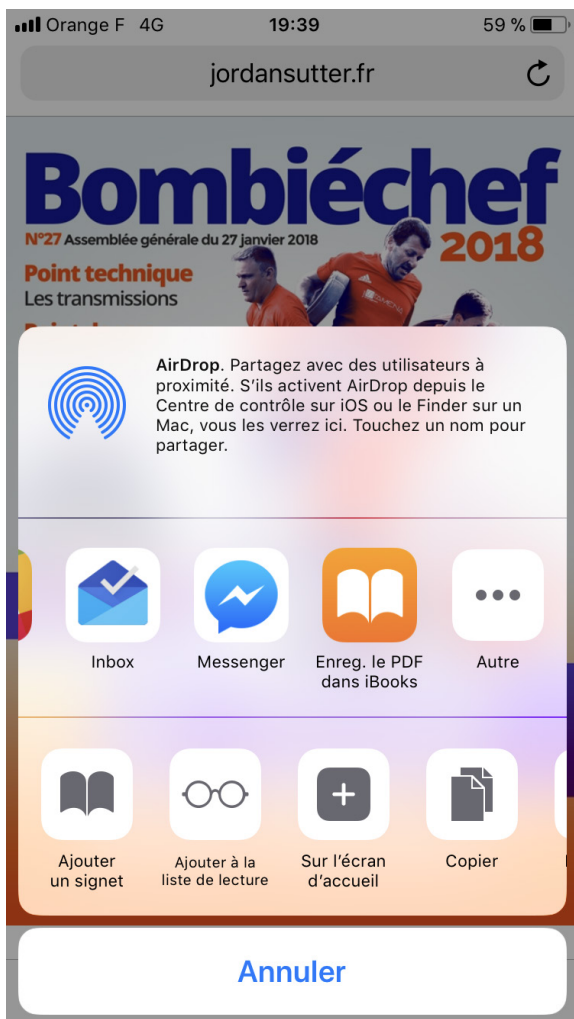 Orange F 4G 19:39 59 %
jordansutter.fr
Bombiéchef
N°27 Assemblée générale du 27 janvier 2018
2018
Point technique
Les transmissions
AirDrop. Partagez avec des utilisateurs à
proximité. S'ils activent AirDrop depuis le
Centre de contrôle sur iOS ou le Finder sur un
Mac, vous les verrez ici. Touchez un nom pour
partager.
Inbox
Messenger
Enreg. le PDF
dans iBooks
Autre
Ajouter
un signet
Ajouter à la
liste de lecture
Sur l'écran
d'accueil
Copier
Annuler